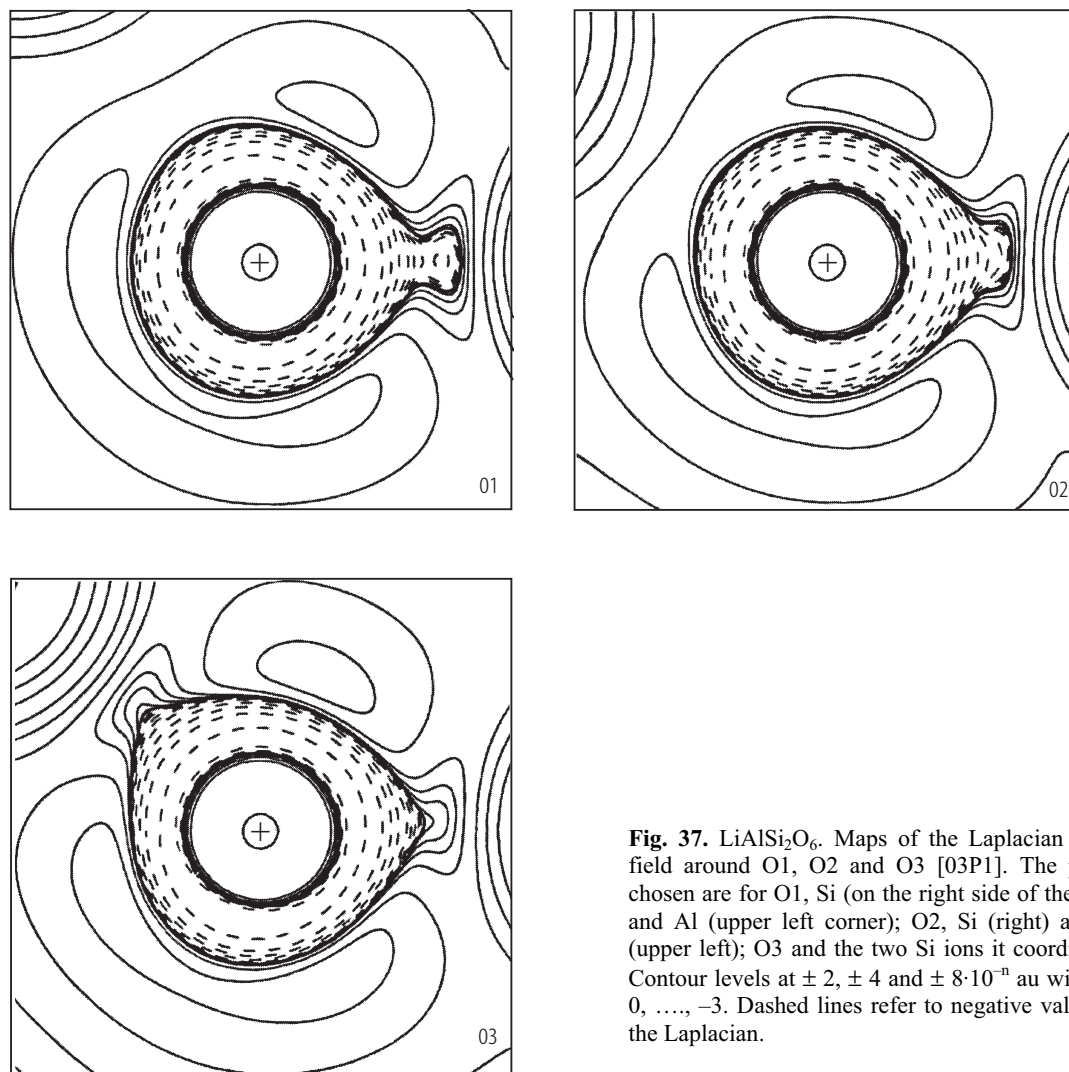 01
02
03
Fig. 37. LiAlSi₂O₆. Maps of the Laplacian
field around O1, O2 and O3 [03P1]. The
chosen are for O1, Si (on the right side of the
and Al (upper left corner); O2, Si (right)
(upper left); O3 and the two Si ions it
Contour levels at ± 2, ± 4 and ± 8·10⁻ⁿ au
0, …., –3. Dashed lines refer to negative
the Laplacian.